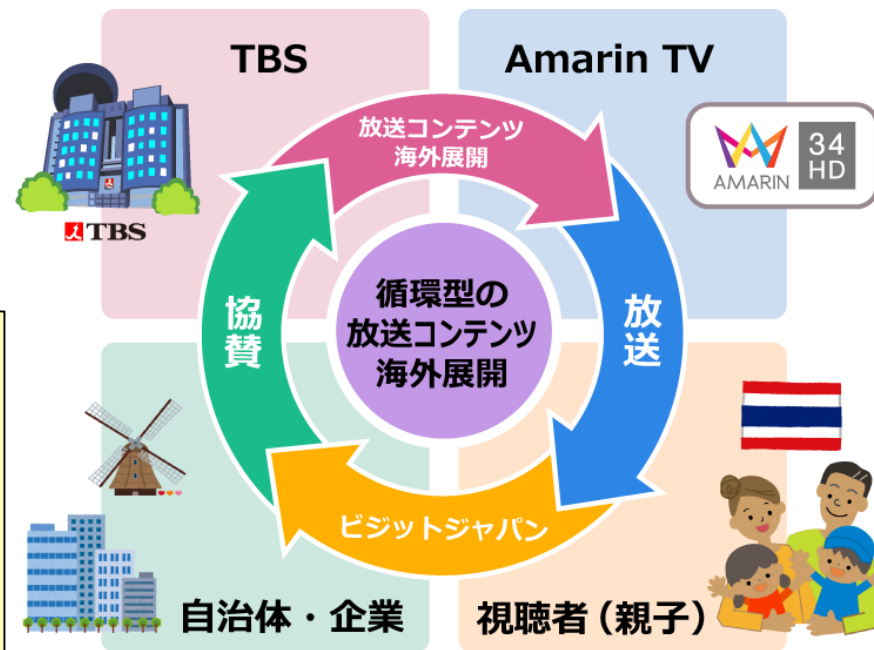 TBS
Amarin TV
放送コンテンツ
海外展開
34
HD
AMARIN
TBS
循環型の
放送コンテンツ
海外展開
協賛
放送
ビジットジャパン
自治体・企業
視聴者(親子)